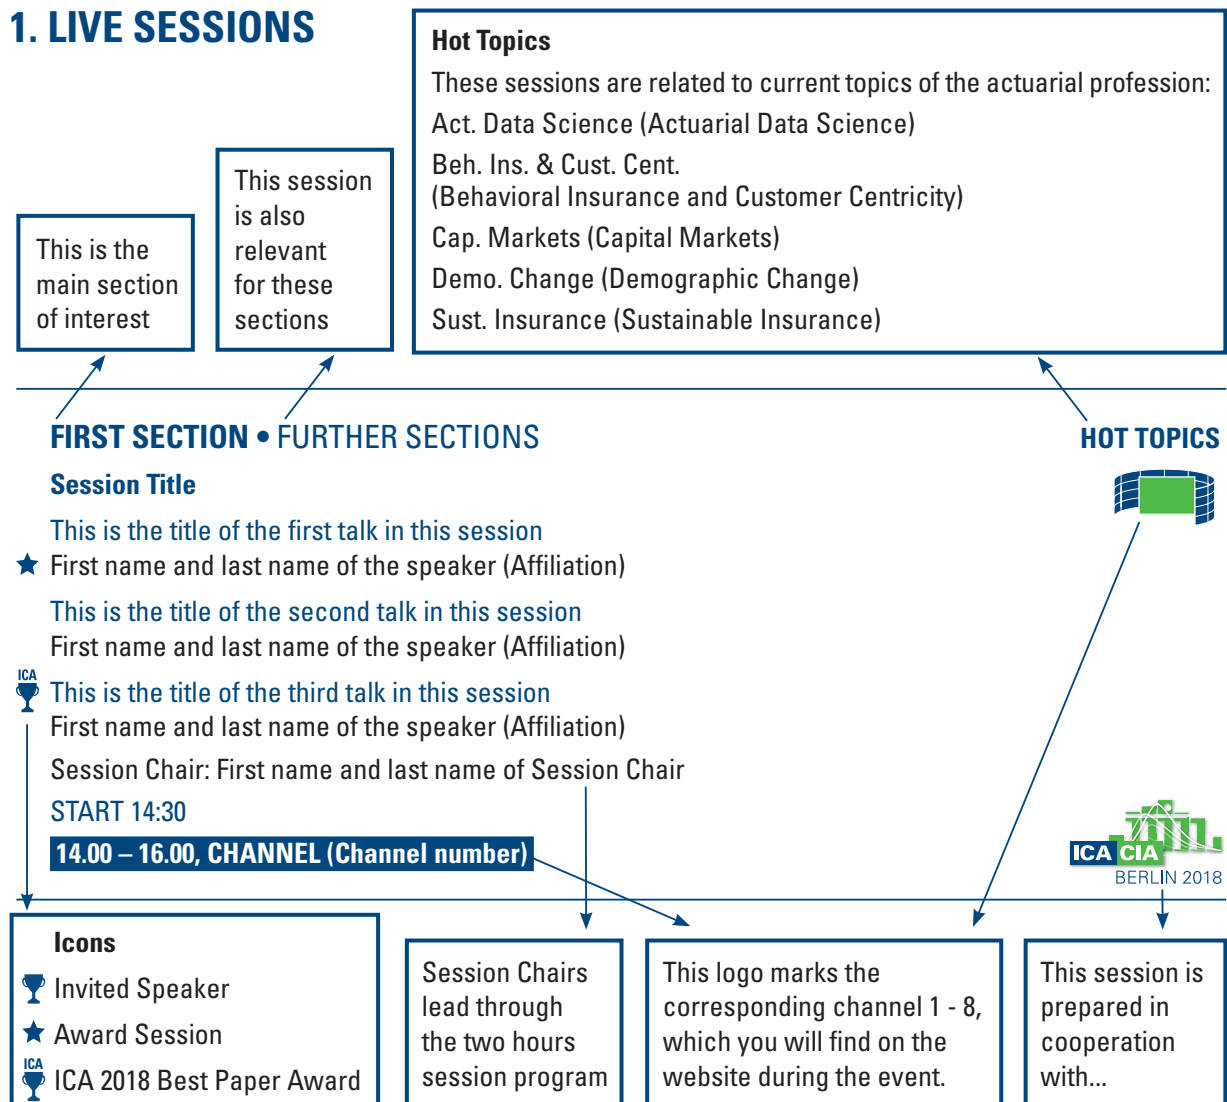 1. LIVE SESSIONS
Hot Topics
These sessions are related to current topics of the actuarial profession:
Act. Data Science (Actuarial Data Science)
Beh. Ins. & Cust. Cent.
(Behavioral Insurance and Customer Centricity)
Cap. Markets (Capital Markets)
Demo. Change (Demographic Change)
Sust. Insurance (Sustainable Insurance)
This session
is also
relevant
for these
sections
This is the
main section
of interest
FIRST SECTION • FURTHER SECTIONS
HOT TOPICS
Session Title
This is the title of the first talk in this session
First name and last name of the speaker (Affiliation)
This is the title of the second talk in this session
First name and last name of the speaker (Affiliation)
ICA
This is the title of the third talk in this session
First name and last name of the speaker (Affiliation)
Session Chair: First name and last name of Session Chair
START 14:30
14.00 – 16.00, CHANNEL (Channel number)
ICA CIA
BERLIN 2018
Icons
Invited Speaker
Award Session
ICA
ICA 2018 Best Paper Award
Session Chairs
lead through
the two hours
session program
This logo marks the
corresponding channel 1 - 8,
which you will find on the
website during the event.
This session is
prepared in
cooperation
with...